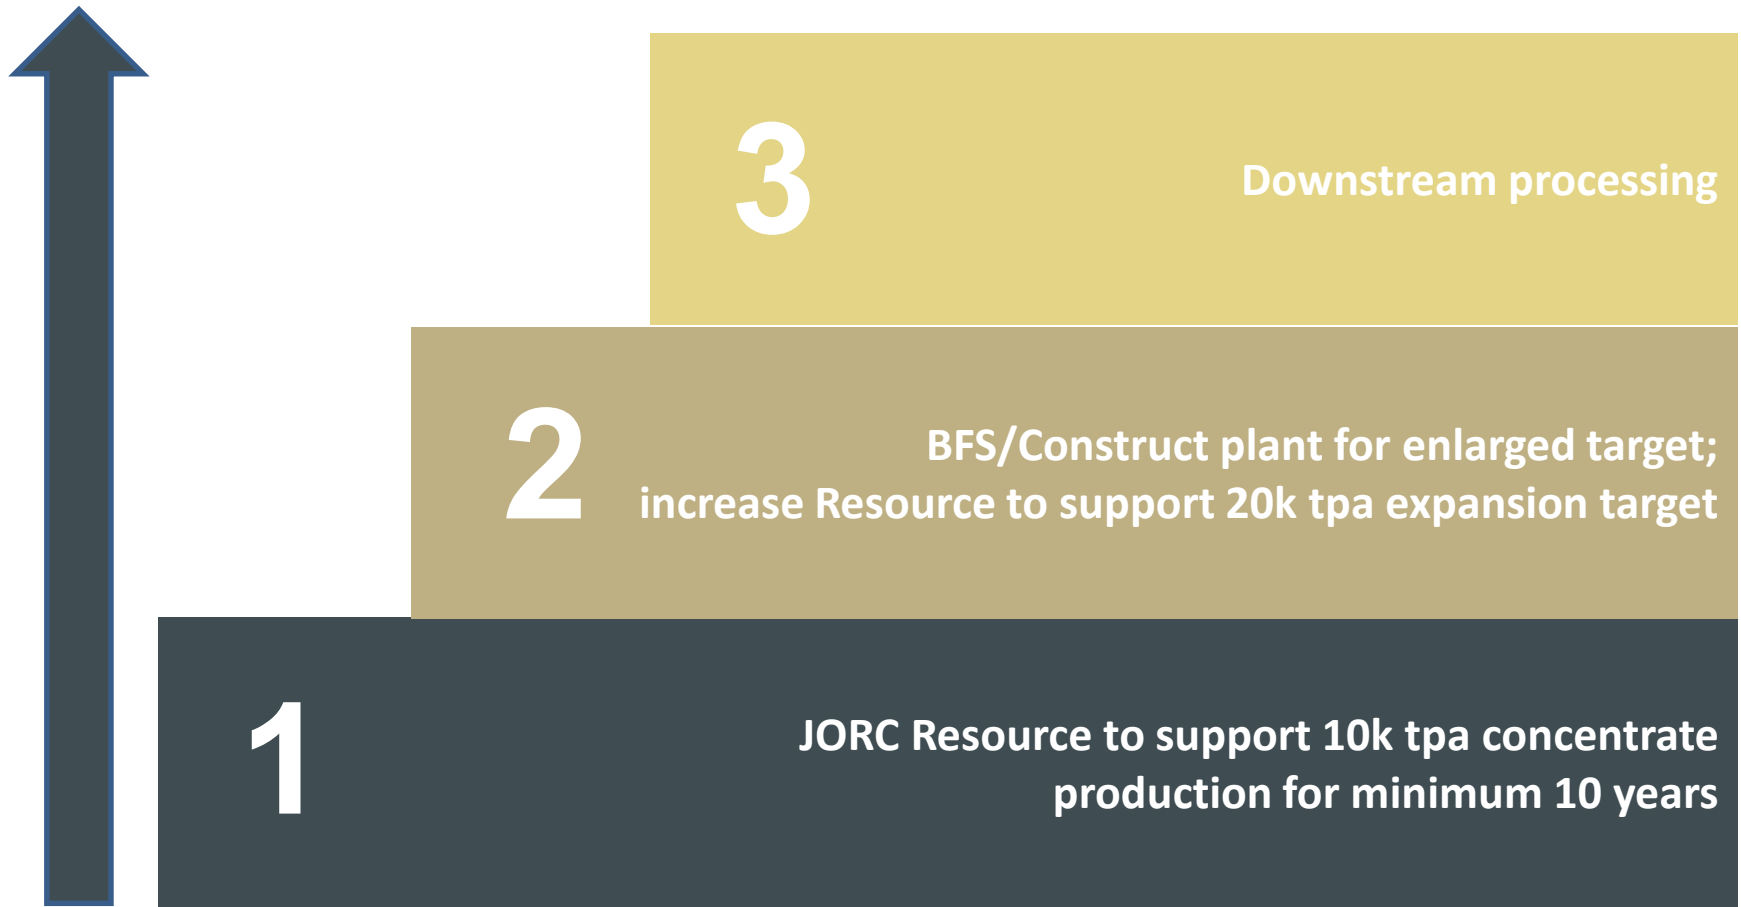 3
Downstream processing
2
BFS/Construct plant for enlarged target;
increase Resource to support 20k tpa expansion target
1
JORC Resource to support 10k tpa concentrate
production for minimum 10 years